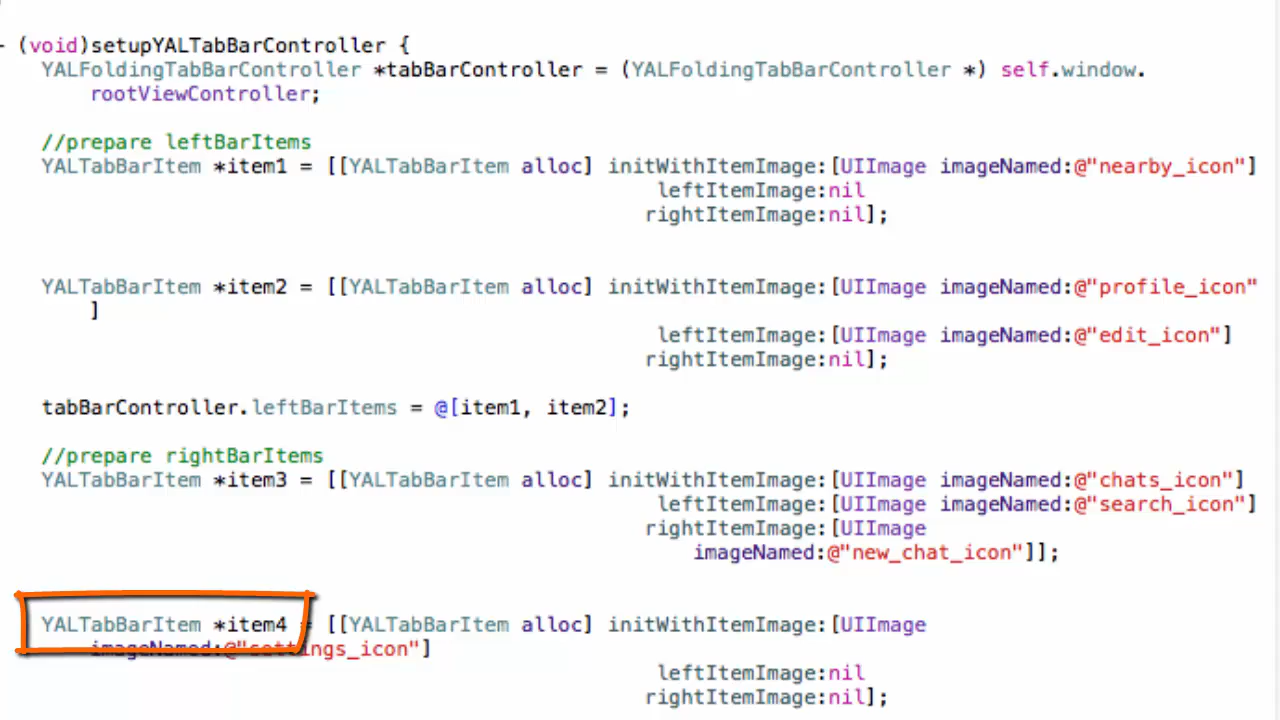 - (void)setupYALTabBarController {
YALFoldingTabBarController *tabBarController = (YALFoldingTabBarController *) self.window.
rootViewController;
//prepare leftBarItems
YALTabBarItem *item1 = [[YALTabBarItem alloc] initWithItemImage:[UIImage imageNamed:@"nearby_icon"]
leftItemImage:nil
rightItemImage:nil];
YALTabBarItem *item2 = [[YALTabBarItem alloc] initWithItemImage:[UIImage imageNamed:@"profile_icon"
]
leftItemImage:[UIImage imageNamed:@"edit_icon"]
rightItemImage:nil];
tabBarController.leftBarItems = @[item1, item2];
//prepare rightBarItems
YALTabBarItem *item3 = [[YALTabBarItem alloc] initWithItemImage:[UIImage imageNamed:@"chats_icon"]
leftItemImage:[UIImage imageNamed:@"search_icon"]
rightItemImage:[UIImage
imageNamed:@"new_chat_icon"]];
YALTabBarItem *item4 = [[YALTabBarItem alloc] initWithItemImage:[UIImage
imageNamed:@"settings_icon"]
leftItemImage:nil
rightItemImage:nil];